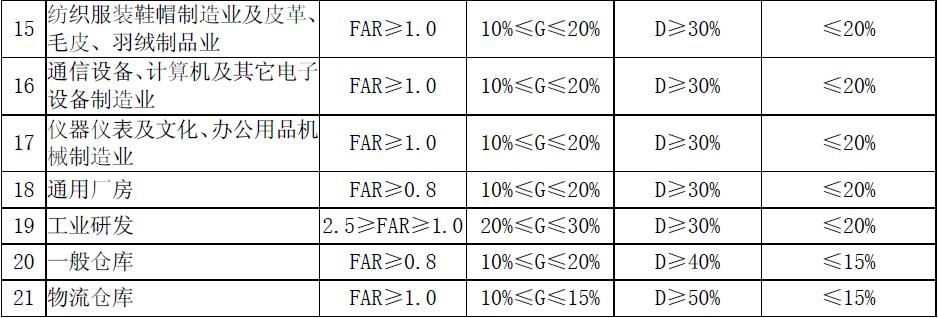 15 纺织服装鞋帽制造业及皮革、毛皮、羽绒制品业 FAR≥1.0 10%≤G≤20% D≥30% ≤20%
16 通信设备、计算机及其它电子设备制造业 FAR≥1.0 10%≤G≤20% D≥30% ≤20%
17 仪器仪表及文化、办公用品机械制造业 FAR≥1.0 10%≤G≤20% D≥30% ≤20%
18 通用厂房 FAR≥0.8 10%≤G≤20% D≥30% ≤20%
19 工业研发 2.5≥FAR≥1.0 20%≤G≤30% D≥30% ≤20%
20 一般仓库 FAR≥0.8 10%≤G≤20% D≥40% ≤15%
21 物流仓库 FAR≥1.0 10%≤G≤15% D≥50% ≤15%